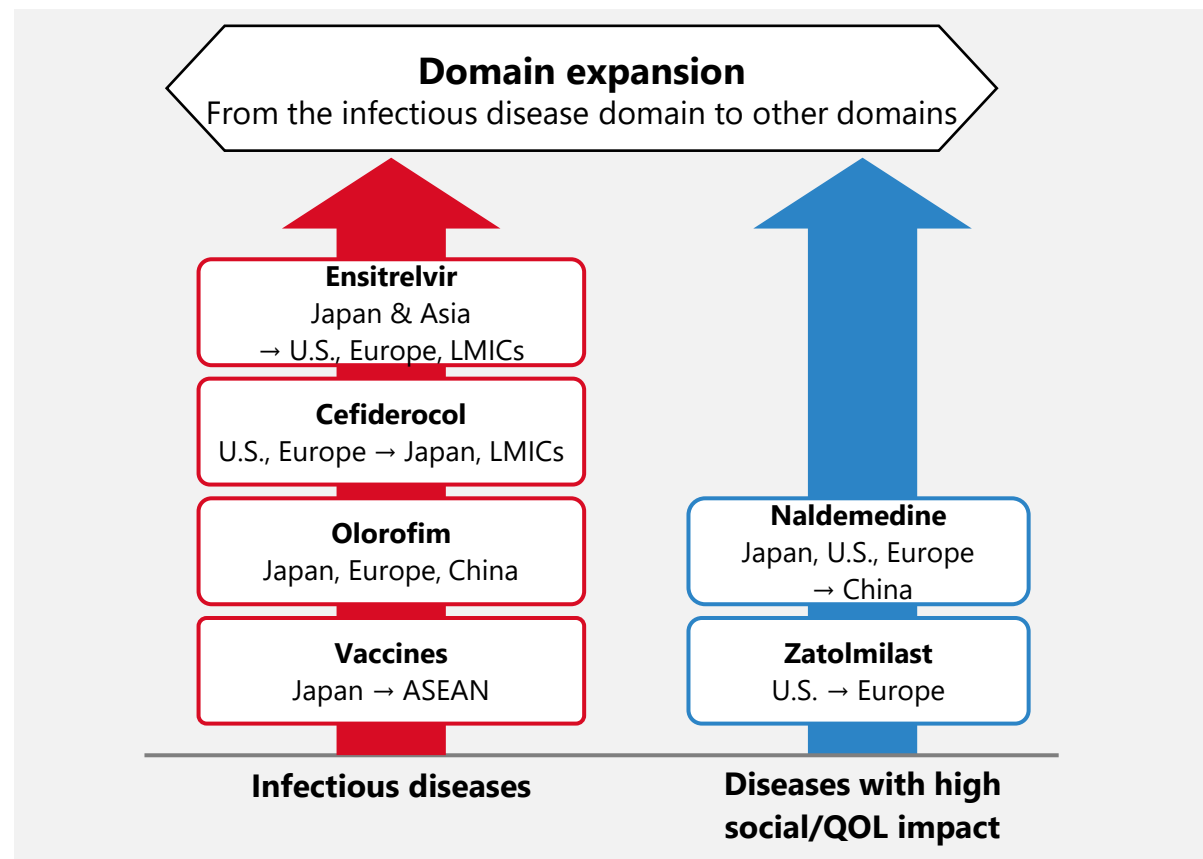 Domain expansion
From the infectious disease domain to other domains
Ensitrelvir
Japan & Asia
→ U.S., Europe, LMICs
Cefiderocol
U.S., Europe → Japan, LMICs
Olorofim
Japan, Europe, China
Vaccines
Japan → ASEAN
Infectious diseases
Naldemedine
Japan, U.S., Europe
→ China
Zatolmilast
U.S. → Europe
Diseases with high
social/QOL impact